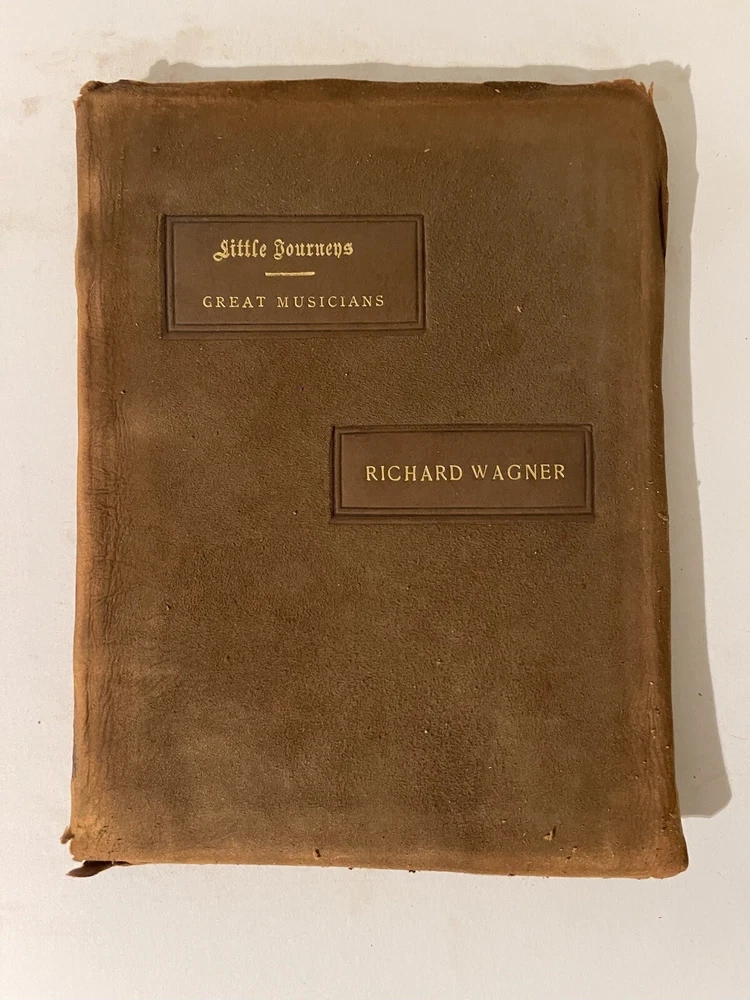 Little Journeys
GREAT MUSICIANS
RICHARD WAGNER